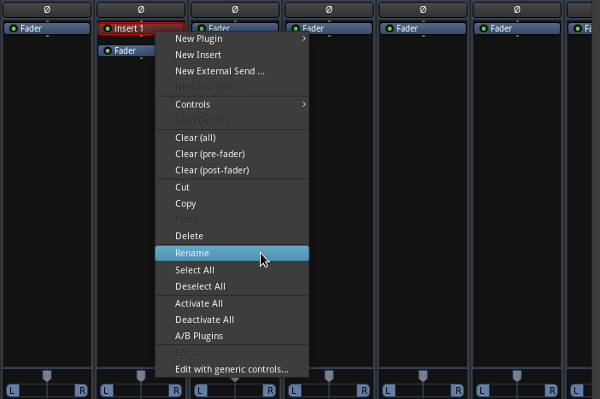 Ø Ø Ø Ø Ø Ø
Fader insert 1 Fader Fader Fader Fader Fa
Fader
New Plugin
New Insert
New External Send ...
New Aux Send ...
Controls
Send Options
Clear (all)
Clear (pre-fader)
Clear (post-fader)
Cut
Copy
Paste
Delete
Rename
Select All
Deselect All
Activate All
Deactivate All
A/B Plugins
Edit...
Edit with generic controls...
L R L R L R L R L R L R L